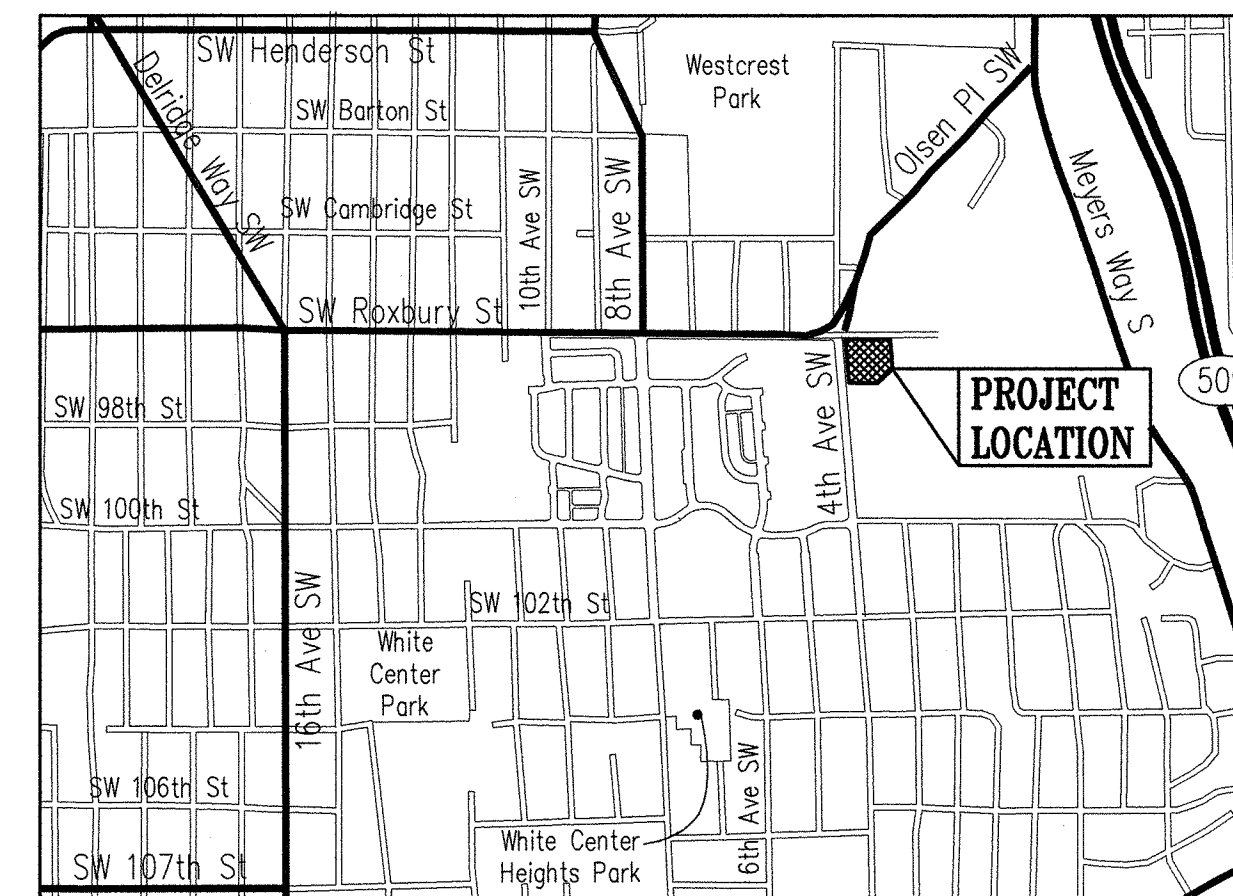 SW Henderson St
Delridge Way SW
SW Barton St
Westcrest
Park
Olsen Pl SW
Meyers Way S
SW Cambridge St
10th Ave SW
8th Ave SW
SW Roxbury St
4th Ave SW
PROJECT
LOCATION
SW 98th St
SW 100th St
16th Ave SW
SW 102th St
White
Center
Park
SW 106th St
6th Ave SW
White Center
Heights Park
SW 107th St